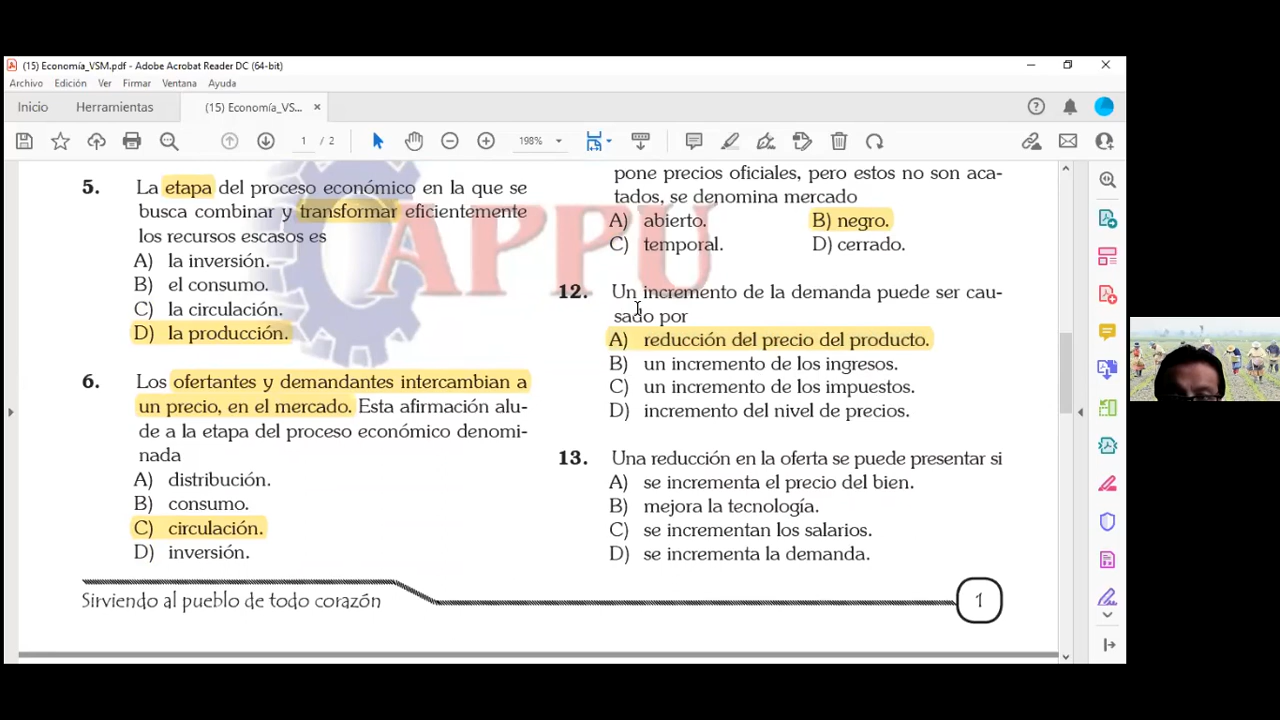 (15) Economía_VSM.pdf - Adobe Acrobat Reader DC (64-bit)
Archivo Edición Ver Firmar Ventana Ayuda
Inicio Herramientas (15) Economía_VS... ×
1 / 2 198%
APPU
5. La etapa del proceso económico en la que se
busca combinar y transformar eficientemente
los recursos escasos es
A) la inversión.
B) el consumo.
C) la circulación.
D) la producción.
6. Los ofertantes y demandantes intercambian a
un precio, en el mercado. Esta afirmación alu-
de a la etapa del proceso económico denomi-
nada
A) distribución.
B) consumo.
C) circulación.
D) inversión.
pone precios oficiales, pero estos no son aca-
tados, se denomina mercado
A) abierto. B) negro.
C) temporal. D) cerrado.
12. Un incremento de la demanda puede ser cau-
sado por
A) reducción del precio del producto.
B) un incremento de los ingresos.
C) un incremento de los impuestos.
D) incremento del nivel de precios.
13. Una reducción en la oferta se puede presentar si
A) se incrementa el precio del bien.
B) mejora la tecnología.
C) se incrementan los salarios.
D) se incrementa la demanda.
Sirviendo al pueblo de todo corazón 1